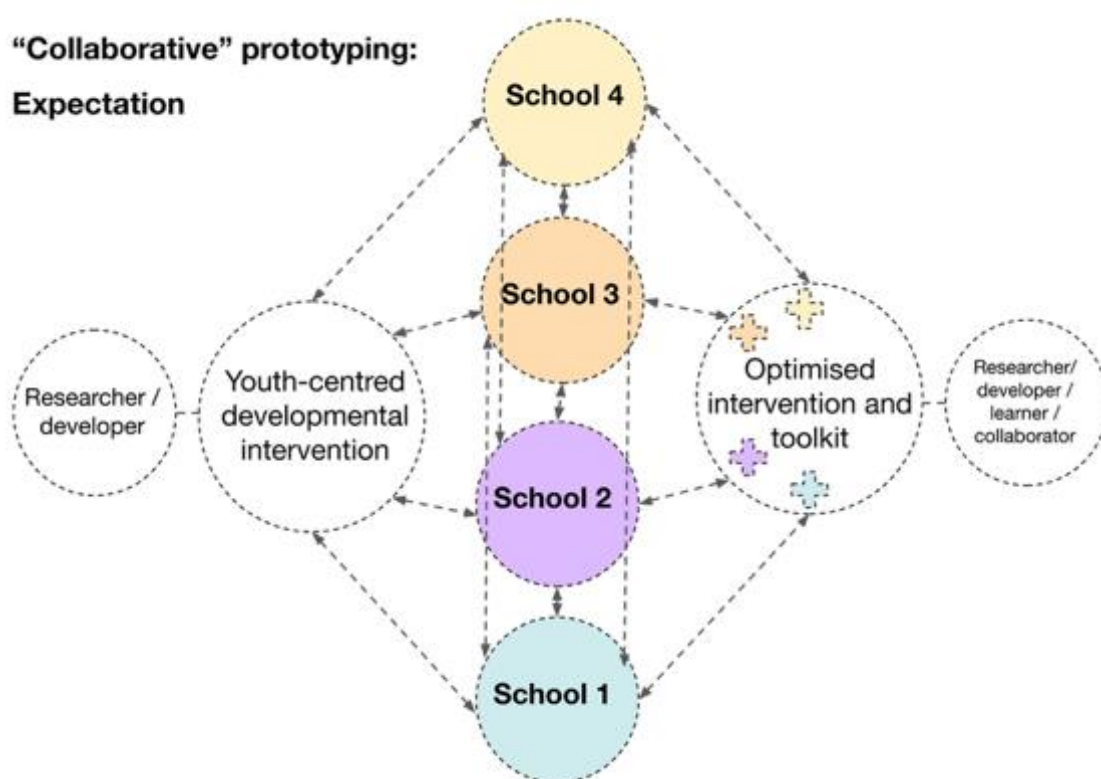 “Collaborative” prototyping:
Expectation
School 4
School 3
Researcher /
developer
Youth-centred
developmental
intervention
Optimised
intervention and
toolkit
Researcher/
developer /
learner /
collaborator
School 2
School 1